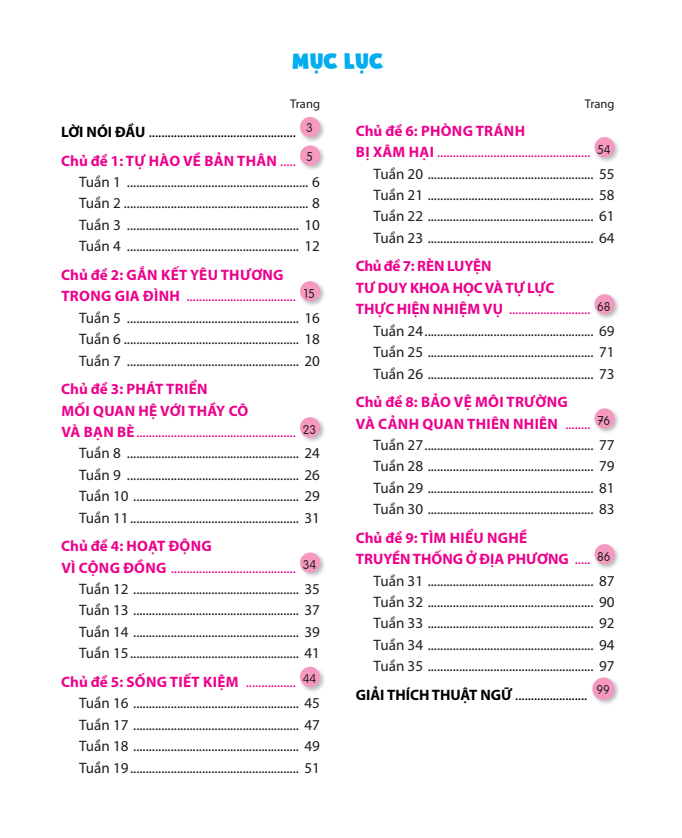 MỤC LỤC
Trang
LỜI NÓI ĐẦU ................................................ 3
Chủ đề 1: TỰ HÀO VỀ BẢN THÂN ..... 5
Tuần 1 ........................................................... 6
Tuần 2 ............................................................ 8
Tuần 3 ........................................................ 10
Tuần 4 ........................................................ 12
Chủ đề 2: GẮN KẾT YÊU THƯƠNG
TRONG GIA ĐÌNH .................................... 15
Tuần 5 ........................................................ 16
Tuần 6 ......................................................... 18
Tuần 7 ........................................................ 20
Chủ đề 3: PHÁT TRIỂN
MỐI QUAN HỆ VỚI THẦY CÔ
VÀ BẠN BÈ .................................................... 23
Tuần 8 ........................................................ 24
Tuần 9 ........................................................ 26
Tuần 10 ...................................................... 29
Tuần 11 ....................................................... 31
Chủ đề 4: HOẠT ĐỘNG
VÌ CỘNG ĐỒNG ......................................... 34
Tuần 12 ...................................................... 35
Tuần 13 ...................................................... 37
Tuần 14 ...................................................... 39
Tuần 15 ....................................................... 41
Chủ đề 5: SỐNG TIẾT KIỆM ................ 44
Tuần 16 ...................................................... 45
Tuần 17 ...................................................... 47
Tuần 18 ...................................................... 49
Tuần 19 ....................................................... 51
Trang
Chủ đề 6: PHÒNG TRÁNH
BỊ XÂM HẠI .................................................. 54
Tuần 20 ...................................................... 55
Tuần 21 ...................................................... 58
Tuần 22 ...................................................... 61
Tuần 23 ...................................................... 64
Chủ đề 7: RÈN LUYỆN
TƯ DUY KHOA HỌC VÀ TỰ LỰC
THỰC HIỆN NHIỆM VỤ ........................... 68
Tuần 24 ....................................................... 69
Tuần 25 ...................................................... 71
Tuần 26 ...................................................... 73
Chủ đề 8: BẢO VỆ MÔI TRƯỜNG
VÀ CẢNH QUAN THIÊN NHIÊN ........ 76
Tuần 27 ....................................................... 77
Tuần 28 ...................................................... 79
Tuần 29 ...................................................... 81
Tuần 30 ...................................................... 83
Chủ đề 9: TÌM HIỂU NGHỀ
TRUYỀN THỐNG Ở ĐỊA PHƯƠNG ..... 86
Tuần 31 ...................................................... 87
Tuần 32 ...................................................... 90
Tuần 33 ...................................................... 92
Tuần 34 ...................................................... 94
Tuần 35 ...................................................... 97
GIẢI THÍCH THUẬT NGỮ ........................ 99